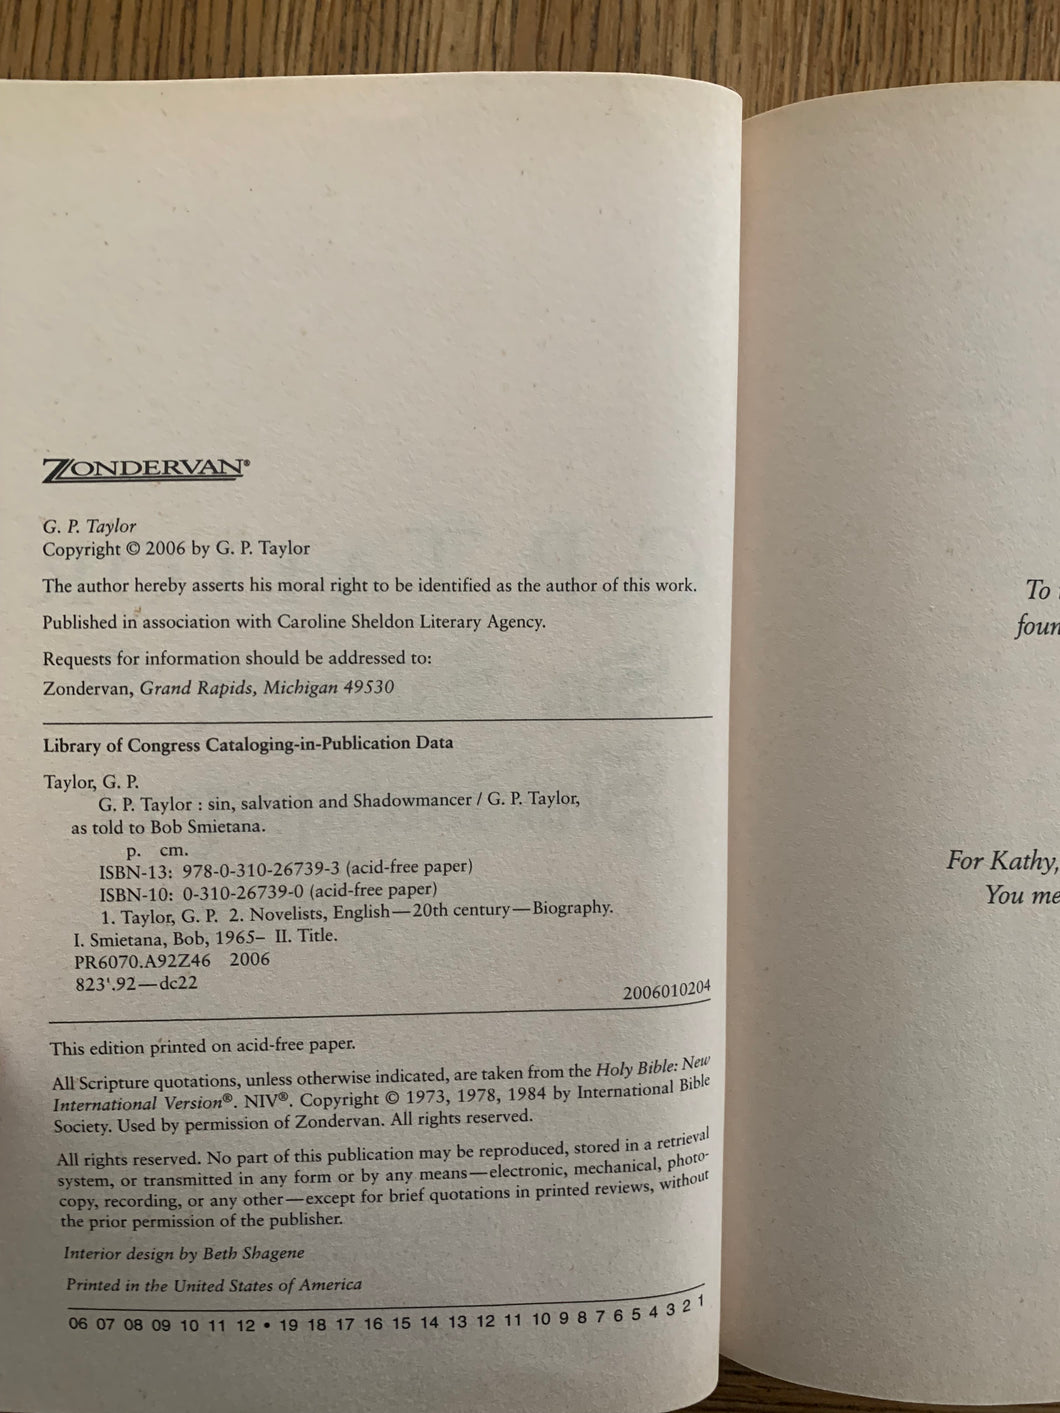 ZONDERVAN®
G. P. Taylor
Copyright © 2006 by G. P. Taylor
The author hereby asserts his moral right to be identified as the author of this work.
Published in association with Caroline Sheldon Literary Agency.
Requests for information should be addressed to:
Zondervan, Grand Rapids, Michigan 49530
Library of Congress Cataloging-in-Publication Data
Taylor, G. P.
G. P. Taylor : sin, salvation and Shadowmancer / G. P. Taylor,
as told to Bob Smietana.
p. cm.
ISBN-13: 978-0-310-26739-3 (acid-free paper)
ISBN-10: 0-310-26739-0 (acid-free paper)
1. Taylor, G. P. 2. Novelists, English—20th century—Biography.
I. Smietana, Bob, 1965– II. Title.
PR6070.A92Z46 2006
823'.92—dc22
2006010204
This edition printed on acid-free paper.
All Scripture quotations, unless otherwise indicated, are taken from the Holy Bible: New
International Version®. NIV®. Copyright © 1973, 1978, 1984 by International Bible
Society. Used by permission of Zondervan. All rights reserved.
All rights reserved. No part of this publication may be reproduced, stored in a retrieval
system, or transmitted in any form or by any means—electronic, mechanical, photo-
copy, recording, or any other—except for brief quotations in printed reviews, without
the prior permission of the publisher.
Interior design by Beth Shagene
Printed in the United States of America
06 07 08 09 10 11 12 • 19 18 17 16 15 14 13 12 11 10 9 8 7 6 5 4 3 2 1
To
For Kathy,
You me